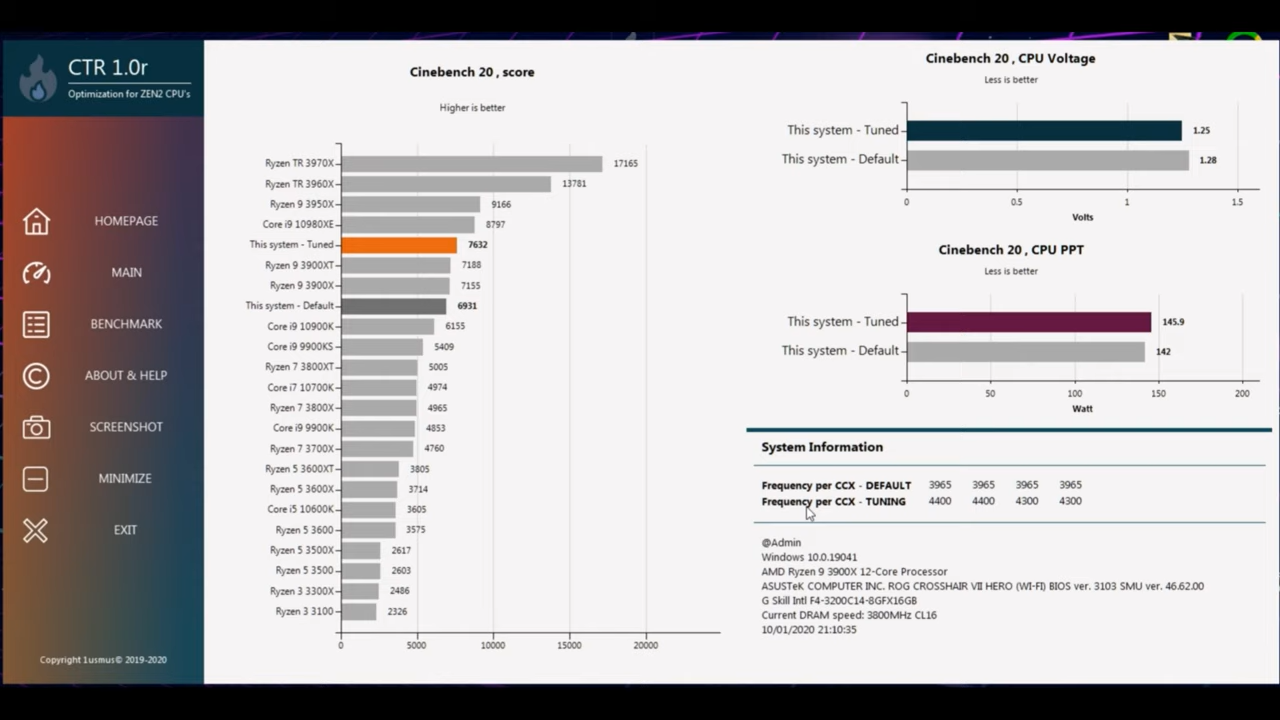 CTR 1.0r
Optimization for ZEN2 CPU's
HOMEPAGE
MAIN
BENCHMARK
ABOUT & HELP
SCREENSHOT
MINIMIZE
EXIT
Copyright 1usmus© 2019-2020
Cinebench 20 , score
Higher is better
Ryzen TR 3970X 17165
Ryzen TR 3960X 13781
Ryzen 9 3950X 9166
Core i9 10980XE 8797
This system - Tuned 7632
Ryzen 9 3900XT 7188
Ryzen 9 3900X 7155
This system - Default 6931
Core i9 10900K 6155
Core i9 9900KS 5409
Ryzen 7 3800XT 5005
Core i7 10700K 4974
Ryzen 7 3800X 4965
Core i9 9900K 4853
Ryzen 7 3700X 4760
Ryzen 5 3600XT 3805
Ryzen 5 3600X 3714
Core i5 10600K 3605
Ryzen 5 3600 3575
Ryzen 5 3500X 2617
Ryzen 5 3500 2603
Ryzen 3 3300X 2486
Ryzen 3 3100 2326
0 5000 10000 15000 20000
Cinebench 20 , CPU Voltage
Less is better
This system - Tuned 1.25
This system - Default 1.28
0 0.5 1 1.5
Volts
Cinebench 20 , CPU PPT
Less is better
This system - Tuned 145.9
This system - Default 142
0 50 100 150 200
Watt
System Information
Frequency per CCX - DEFAULT 3965 3965 3965 3965
Frequency per CCX - TUNING 4400 4400 4300 4300
@Admin
Windows 10.0.19041
AMD Ryzen 9 3900X 12-Core Processor
ASUSTeK COMPUTER INC. ROG CROSSHAIR VII HERO (WI-FI) BIOS ver. 3103 SMU ver. 46.62.00
G Skill Intl F4-3200C14-8GFX16GB
Current DRAM speed: 3800MHz CL16
10/01/2020 21:10:35